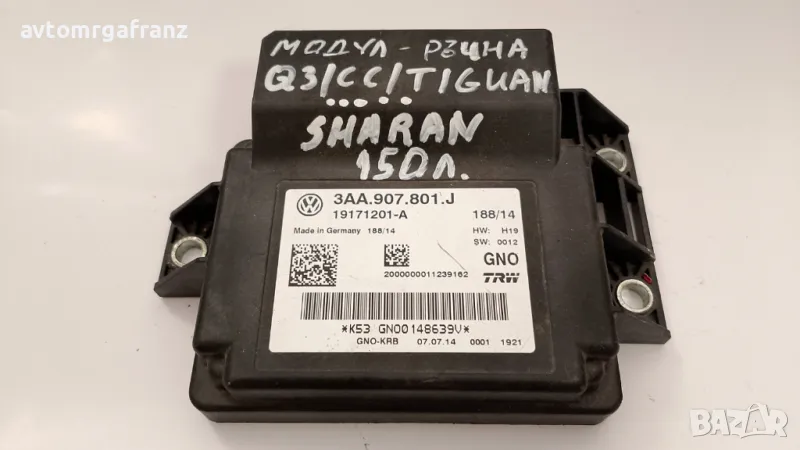 avtomrgafranz
МОДУЛ - РЪЧНА
Q3/CC/TIGUAN
SHARAN
150Л.
3AA.907.801.J
19171201-A
188/14
Made in Germany 188/14
HW: H19
SW: 0012
GNO
2000000011239162
TRW
*K53 GN00148639V*
GNO-KRB 07.07.14 0001 1921
BAZAR